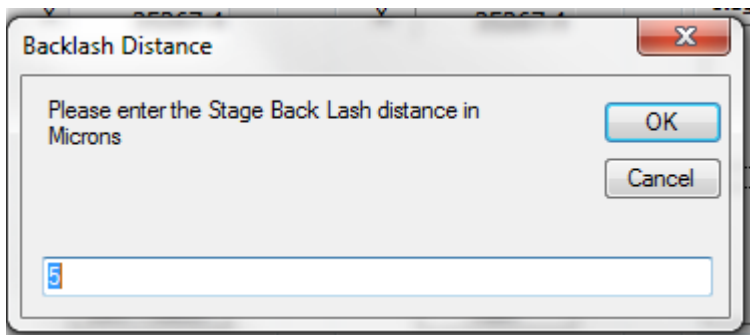 Backlash Distance
Please enter the Stage Back Lash distance in
Microns
OK
Cancel
5